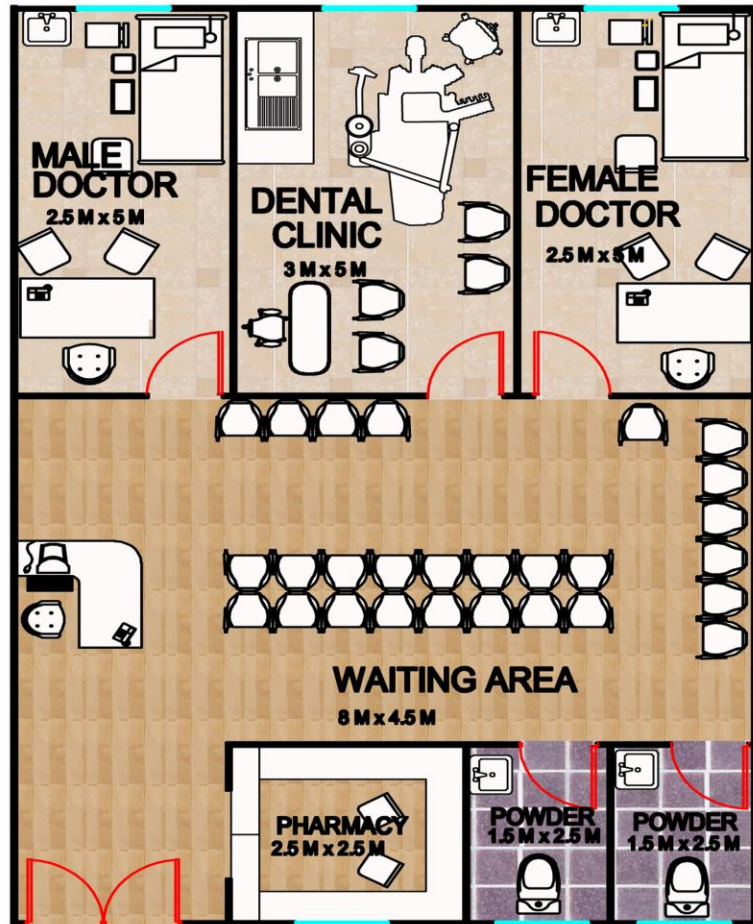 MALE
DOCTOR
2.5 M x 5 M
DENTAL
CLINIC
3 M x 5 M
FEMALE
DOCTOR
2.5 M x 5 M
WAITING AREA
8 M x 4.5 M
PHARMACY
2.5 M x 2.5 M
POWDER
1.5 M x 2.5 M
POWDER
1.5 M x 2.5 M